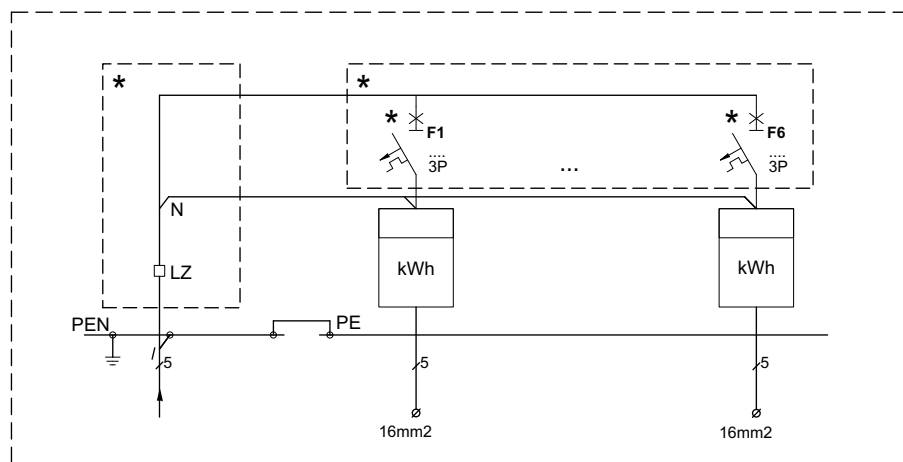 *
*
* F1
....
3P
* F6
....
3P
...
N
kWh
kWh
LZ
PEN
PE
5
5
5
16mm2
16mm2